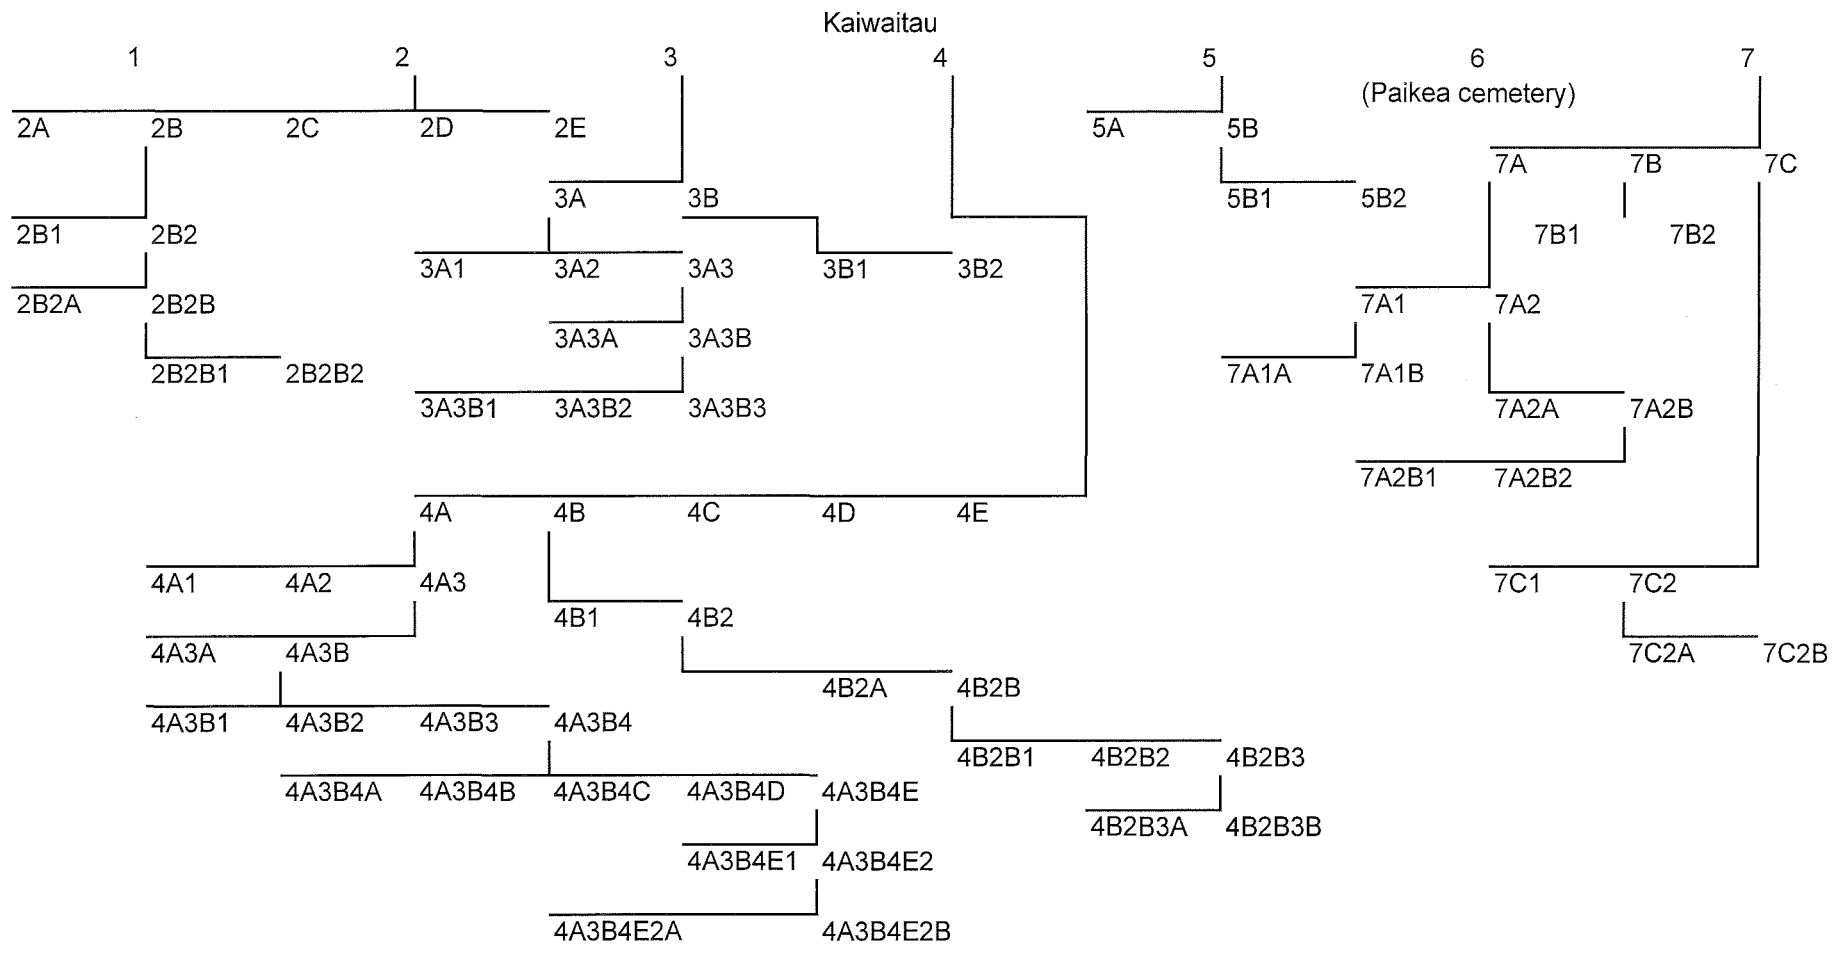 Kaiwaitau
1 2 3 4 5 6 7
(Paikea cemetery)
2A 2B 2C 2D 2E 5A 5B
7A 7B 7C
3A 3B 5B1 5B2
2B1 2B2 7B1 7B2
3A1 3A2 3A3 3B1 3B2
2B2A 2B2B 7A1 7A2
3A3A 3A3B
2B2B1 2B2B2 7A1A 7A1B
3A3B1 3A3B2 3A3B3 7A2A 7A2B
7A2B1 7A2B2
4A 4B 4C 4D 4E
4A1 4A2 4A3 7C1 7C2
4B1 4B2
4A3A 4A3B 7C2A 7C2B
4B2A 4B2B
4A3B1 4A3B2 4A3B3 4A3B4
4B2B1 4B2B2 4B2B3
4A3B4A 4A3B4B 4A3B4C 4A3B4D 4A3B4E
4B2B3A 4B2B3B
4A3B4E1 4A3B4E2
4A3B4E2A 4A3B4E2B